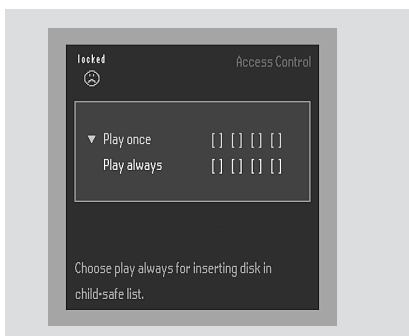 locked
Access Control
▼ Play once [ ] [ ] [ ] [ ]
Play always [ ] [ ] [ ] [ ]
Choose play always for inserting disk in
child-safe list.